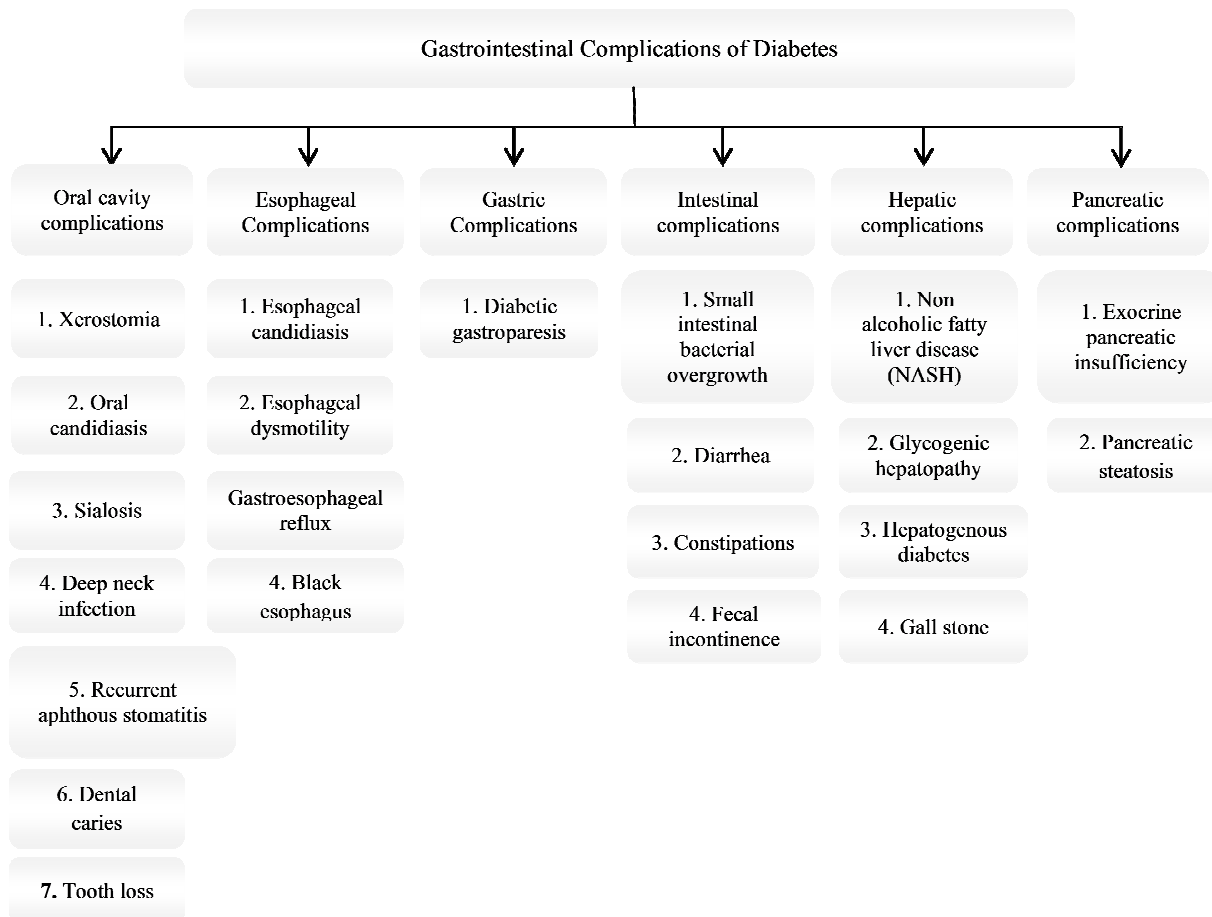 Gastrointestinal Complications of Diabetes
Oral cavity
complications
Esophageal
Complications
Gastric
Complications
Intestinal
complications
Hepatic
complications
Pancreatic
complications
1. Xerostomia
2. Oral
candidiasis
3. Sialosis
4. Deep neck
infection
5. Recurrent
aphthous stomatitis
6. Dental
caries
7. Tooth loss
1. Esophageal
candidiasis
2. Esophageal
dysmotility
Gastroesophageal
reflux
4. Black
esophagus
1. Diabetic
gastroparesis
1. Small
intestinal
bacterial
overgrowth
2. Diarrhea
3. Constipations
4. Fecal
incontinence
1. Non
alcoholic fatty
liver disease
(NASH)
2. Glycogenic
hepatopathy
3. Hepatogenous
diabetes
4. Gall stone
1. Exocrine
pancreatic
insufficiency
2. Pancreatic
steatosis